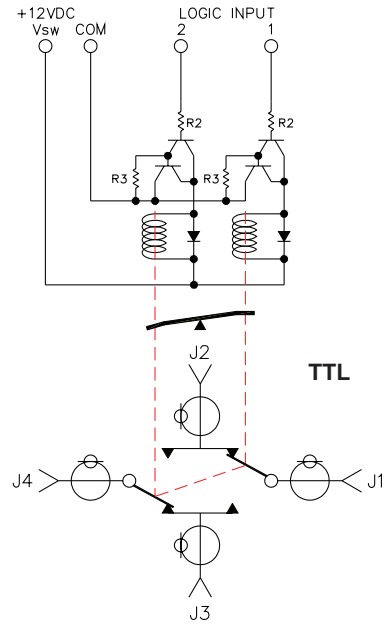 +12VDC LOGIC INPUT
Vsw COM 2 1
R2 R2
R3 R3
J2
TTL
J4 J1
J3